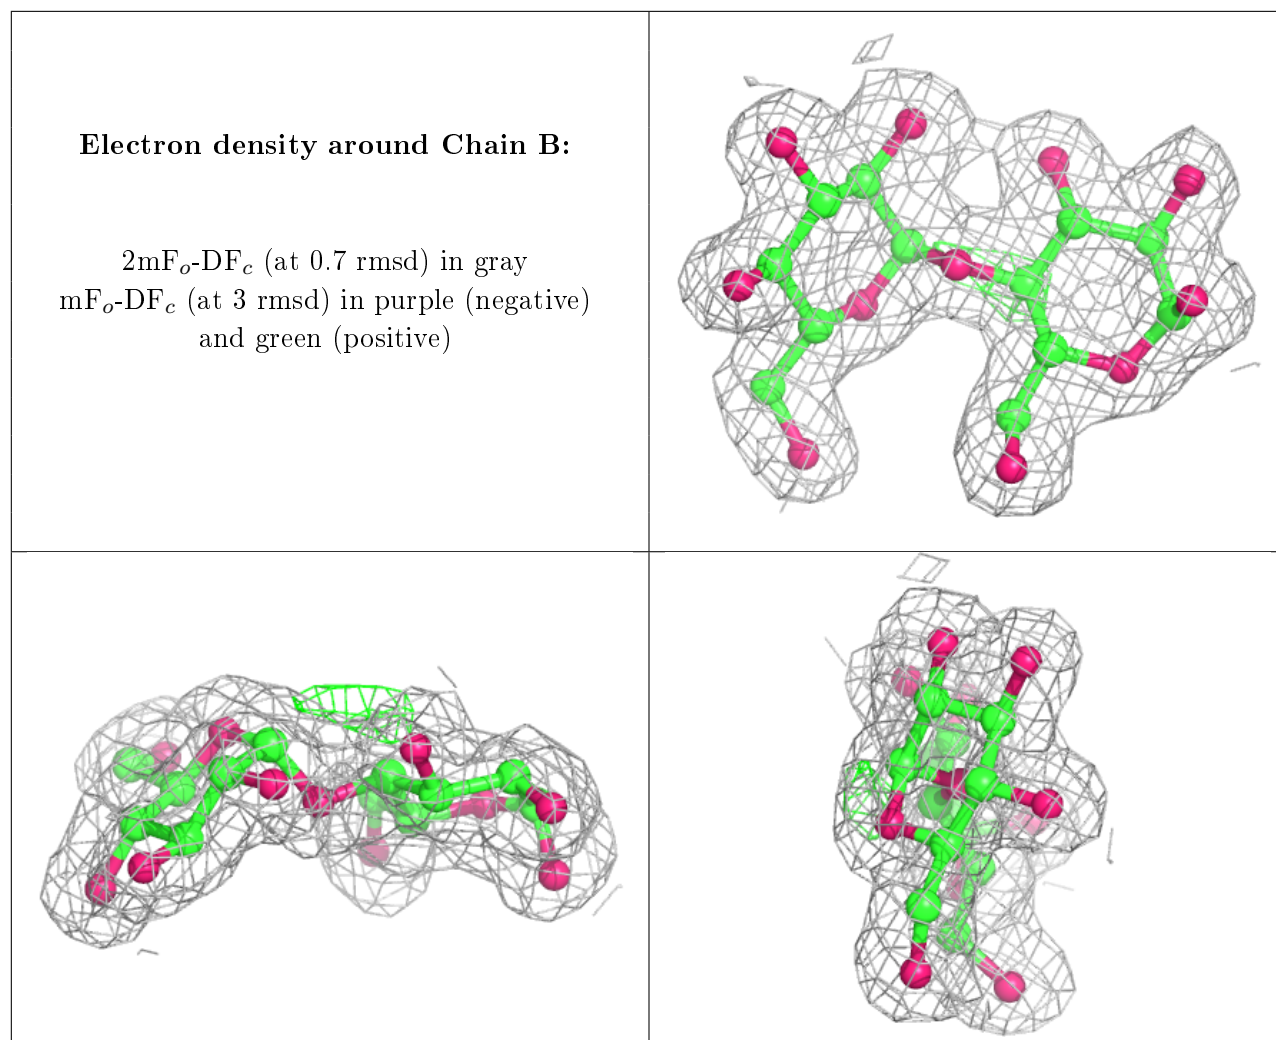 Electron density around Chain B:
2mFo-DFc (at 0.7 rmsd) in gray
mFo-DFc (at 3 rmsd) in purple (negative)
and green (positive)